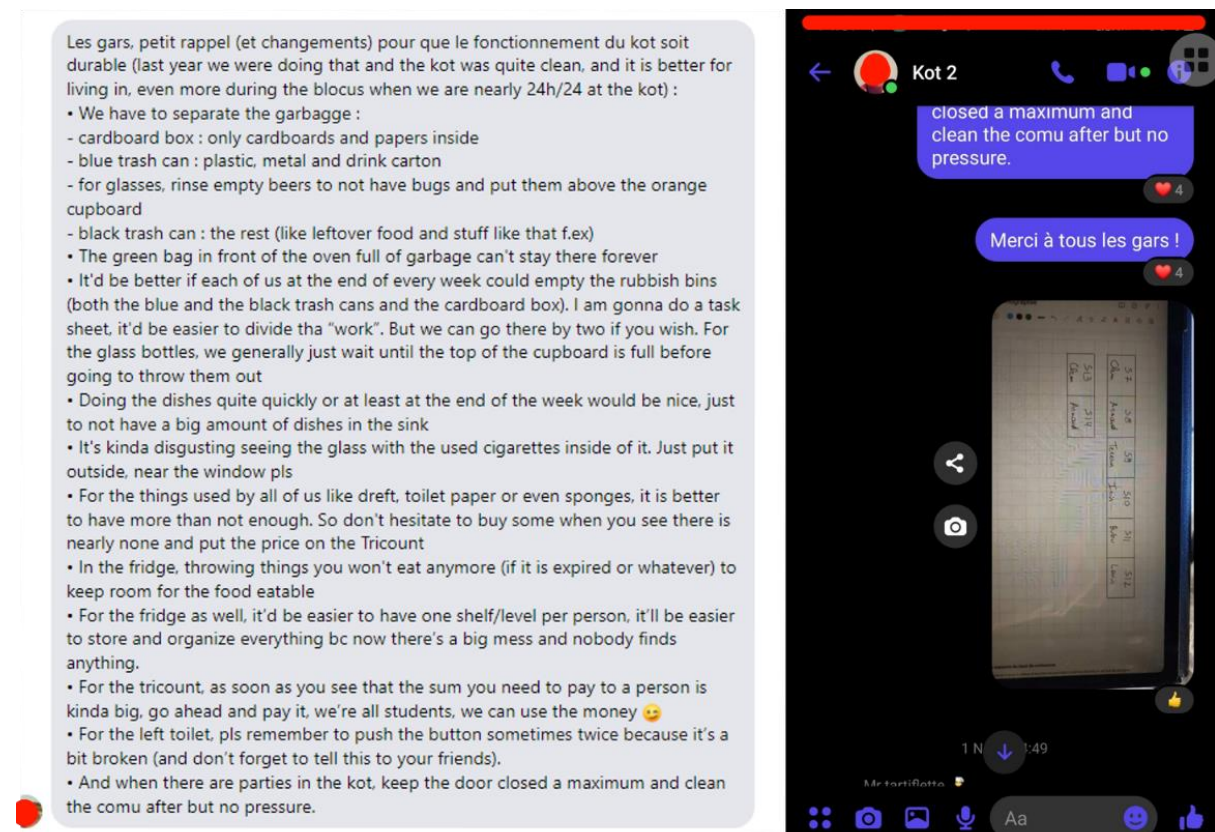 Les gars, petit rappel (et changements) pour que le fonctionnement du kot soit
durable (last year we were doing that and the kot was quite clean, and it is better for
living in, even more during the blocus when we are nearly 24h/24 at the kot) :
• We have to separate the garbagge :
- cardboard box : only cardboards and papers inside
- blue trash can : plastic, metal and drink carton
- for glasses, rinse empty beers to not have bugs and put them above the orange
cupboard
- black trash can : the rest (like leftover food and stuff like that f.ex)
• The green bag in front of the oven full of garbage can't stay there forever
• It'd be better if each of us at the end of every week could empty the rubbish bins
(both the blue and the black trash cans and the cardboard box). I am gonna do a task
sheet, it'd be easier to divide tha "work". But we can go there by two if you wish. For
the glass bottles, we generally just wait until the top of the cupboard is full before
going to throw them out
• Doing the dishes quite quickly or at least at the end of the week would be nice, just
to not have a big amount of dishes in the sink
• It's kinda disgusting seeing the glass with the used cigarettes inside of it. Just put it
outside, near the window pls
• For the things used by all of us like dreft, toilet paper or even sponges, it is better
to have more than not enough. So don't hesitate to buy some when you see there is
nearly none and put the price on the Tricount
• In the fridge, throwing things you won't eat anymore (if it is expired or whatever) to
keep room for the food eatable
• For the fridge as well, it'd be easier to have one shelf/level per person, it'll be easier
to store and organize everything bc now there's a big mess and nobody finds
anything.
• For the tricount, as soon as you see that the sum you need to pay to a person is
kinda big, go ahead and pay it, we're all students, we can use the money 🤪
• For the left toilet, pls remember to push the button sometimes twice because it's a
bit broken (and don't forget to tell this to your friends).
• And when there are parties in the kot, keep the door closed a maximum and clean
the comu after but no pressure.
Kot 2
closed a maximum and
clean the comu after but no
pressure.
4
Merci à tous les gars !
4
S7 S8 S9 S10 S11 S12
Arnaud
S13 S14
Arnaud
1 N :49
Mr tartiflette
Aa